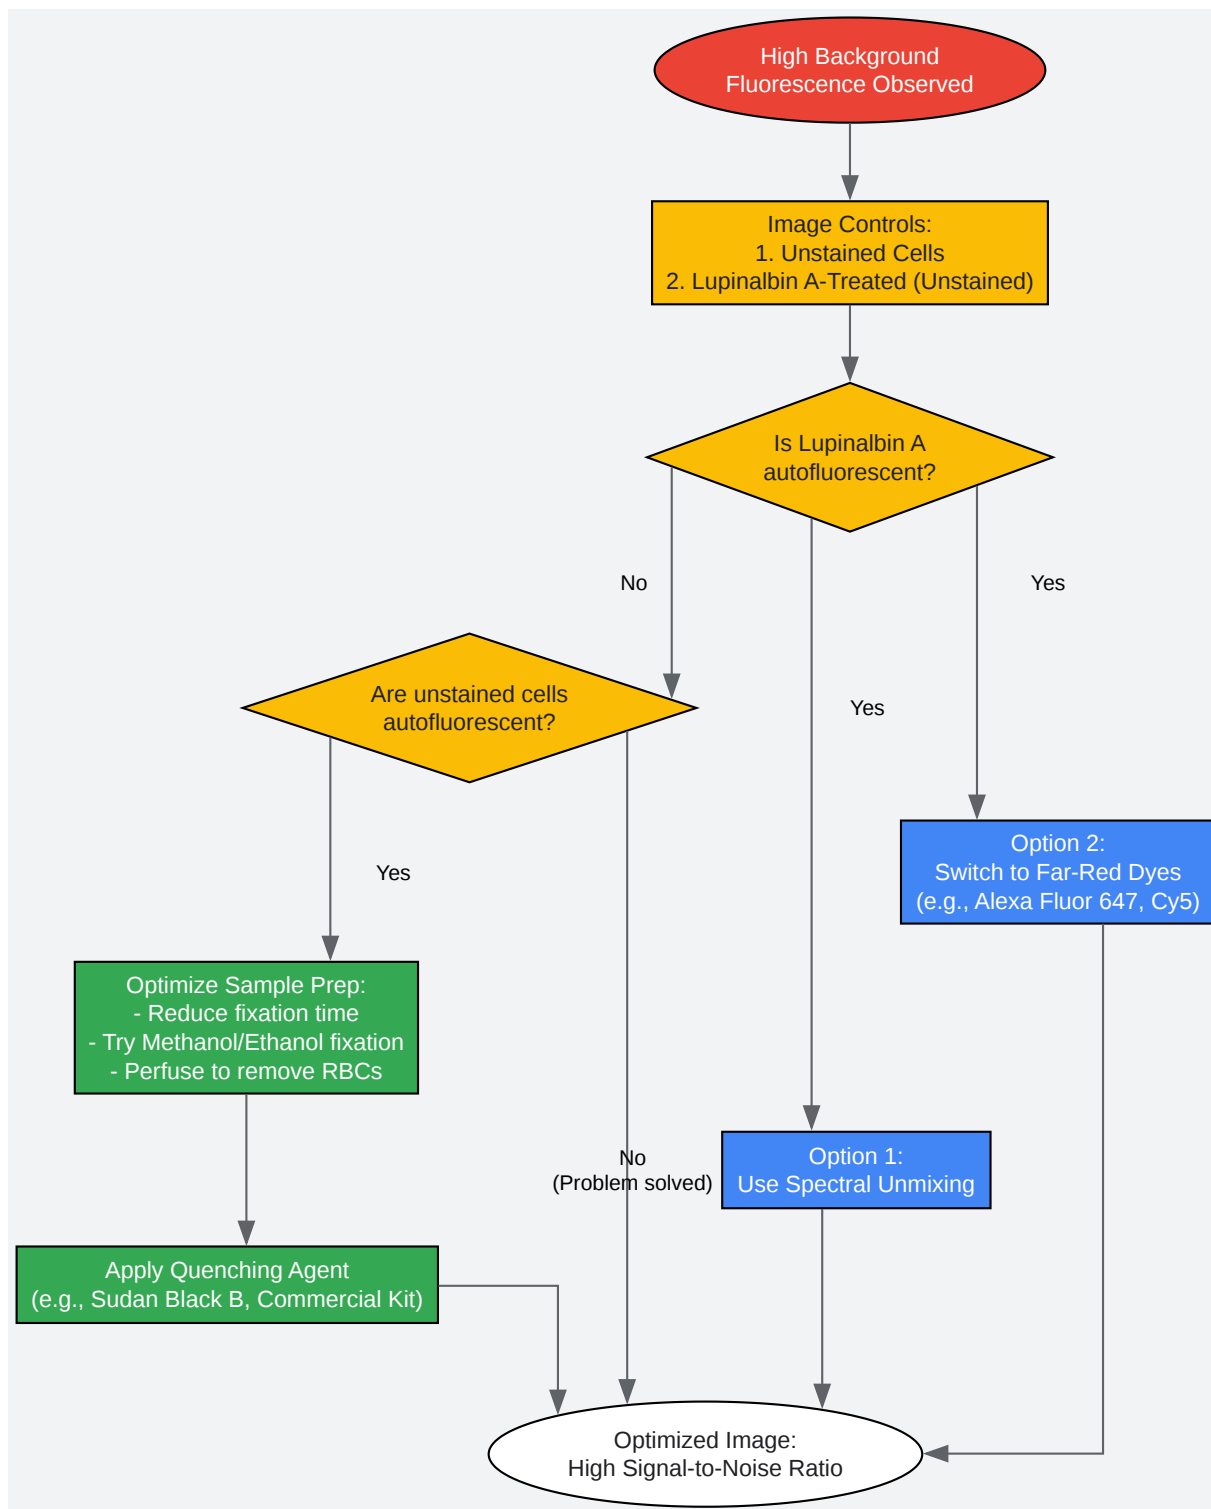 High Background
Fluorescence Observed
Image Controls:
1. Unstained Cells
2. Lupinalbin A-Treated (Unstained)
Is Lupinalbin A
autofluorescent?
No
Yes
Are unstained cells
autofluorescent?
Yes
Option 2:
Switch to Far-Red Dyes
(e.g., Alexa Fluor 647, Cy5)
Yes
Optimize Sample Prep:
- Reduce fixation time
- Try Methanol/Ethanol fixation
- Perfuse to remove RBCs
No
(Problem solved)
Option 1:
Use Spectral Unmixing
Apply Quenching Agent
(e.g., Sudan Black B, Commercial Kit)
Optimized Image:
High Signal-to-Noise Ratio